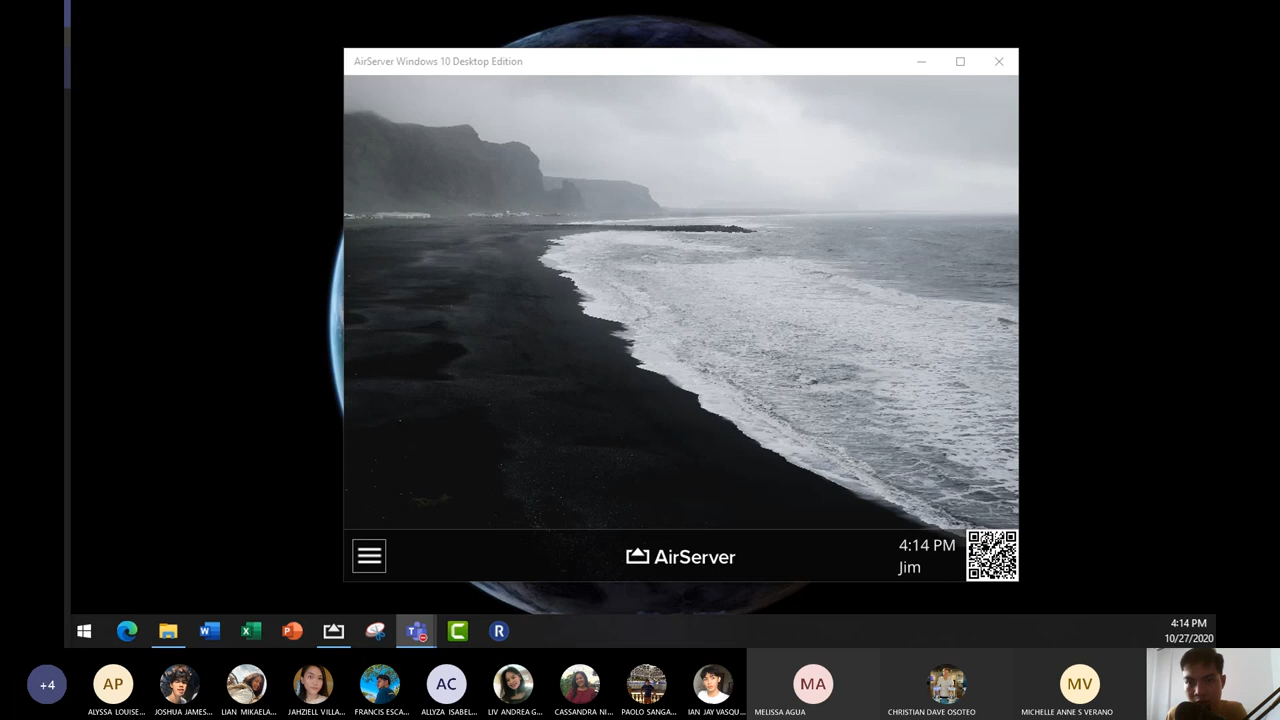 AirServer Windows 10 Desktop Edition
AirServer
4:14 PM
Jim
4:14 PM
10/27/2020
+4
AP
AC
MA
MV
ALYSSA LOUISE...
JOSHUA JAMES...
LIAN MIKAELA...
JAHZIELL VILLA...
FRANCIS ESCA...
ALLYZA ISABEL...
LIV ANDREA G...
CASSANDRA NI...
PAOLO SANGA...
IAN JAY VASQU...
MELISSA AGUA
CHRISTIAN DAVE OSOTEO
MICHELLE ANNE S VERANO